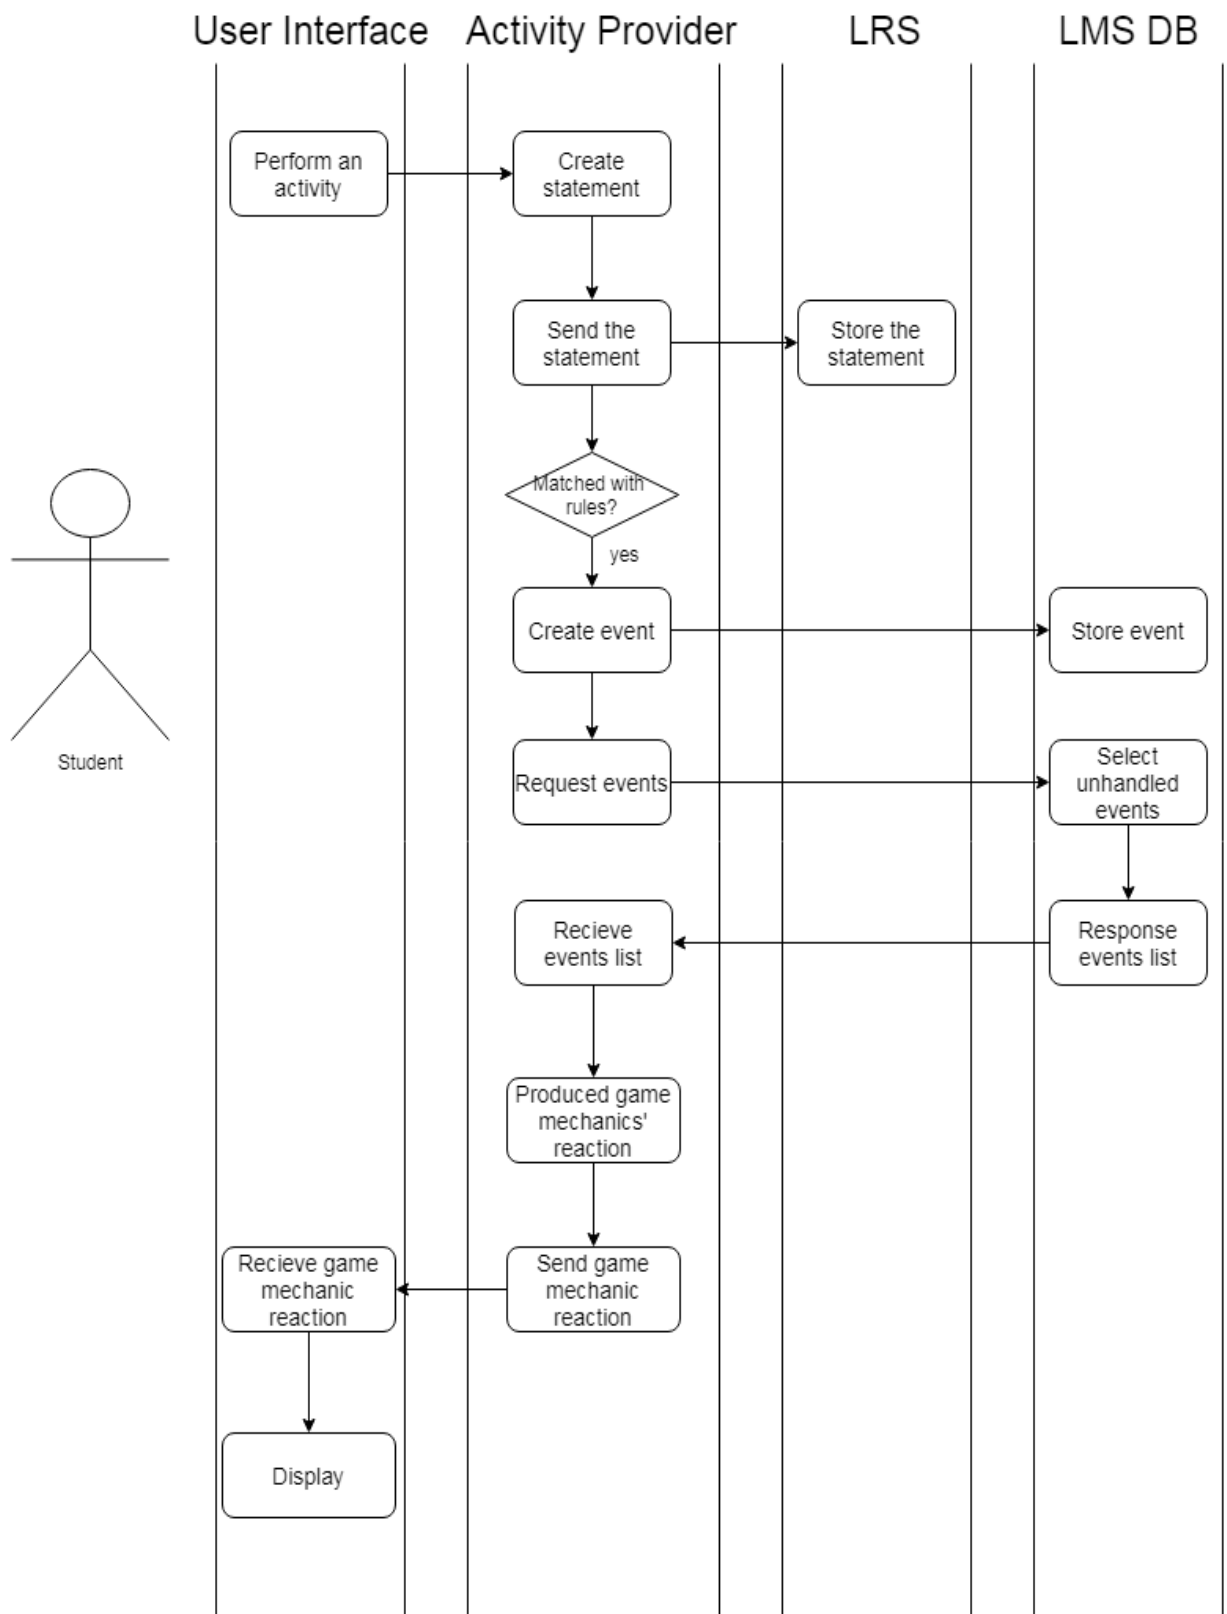 User Interface
Activity Provider
LRS
LMS DB
Perform an
activity
Create
statement
Send the
statement
Store the
statement
Matched with
rules?
yes
Create event
Store event
Student
Request events
Select
unhandled
events
Recieve
events list
Response
events list
Produced game
mechanics'
reaction
Recieve game
mechanic
reaction
Send game
mechanic
reaction
Display